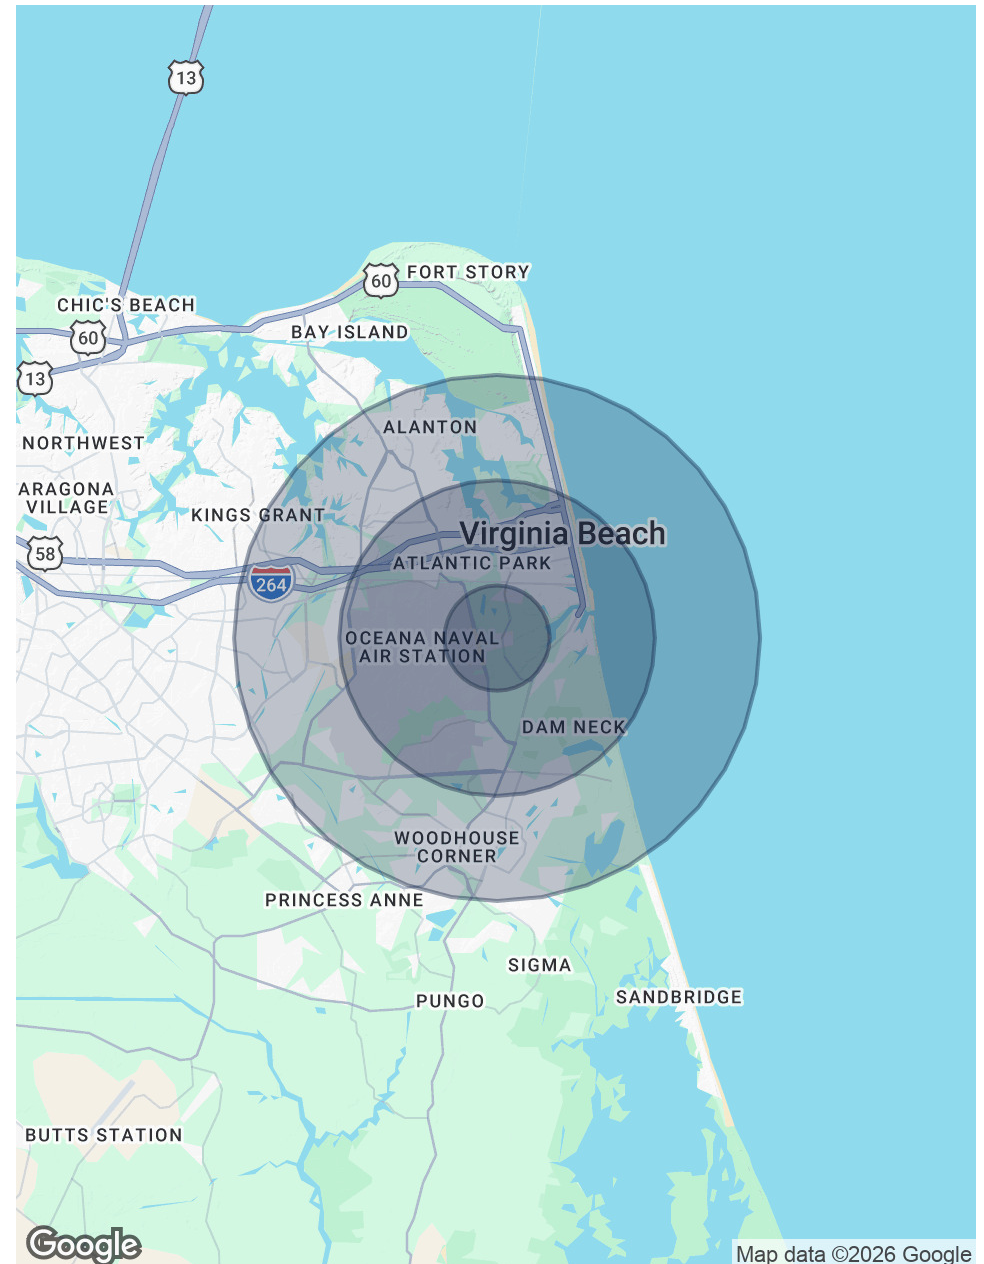 13
60
FORT STORY
CHIC'S BEACH
BAY ISLAND
60
13
ALANTON
NORTHWEST
ARAGONA
VILLAGE
KINGS GRANT
Virginia Beach
58
ATLANTIC PARK
264
OCEANA NAVAL
AIR STATION
DAM NECK
WOODHOUSE
CORNER
PRINCESS ANNE
SIGMA
PUNGO
SANDBRIDGE
BUTTS STATION
Google
Map data ©2026 Google